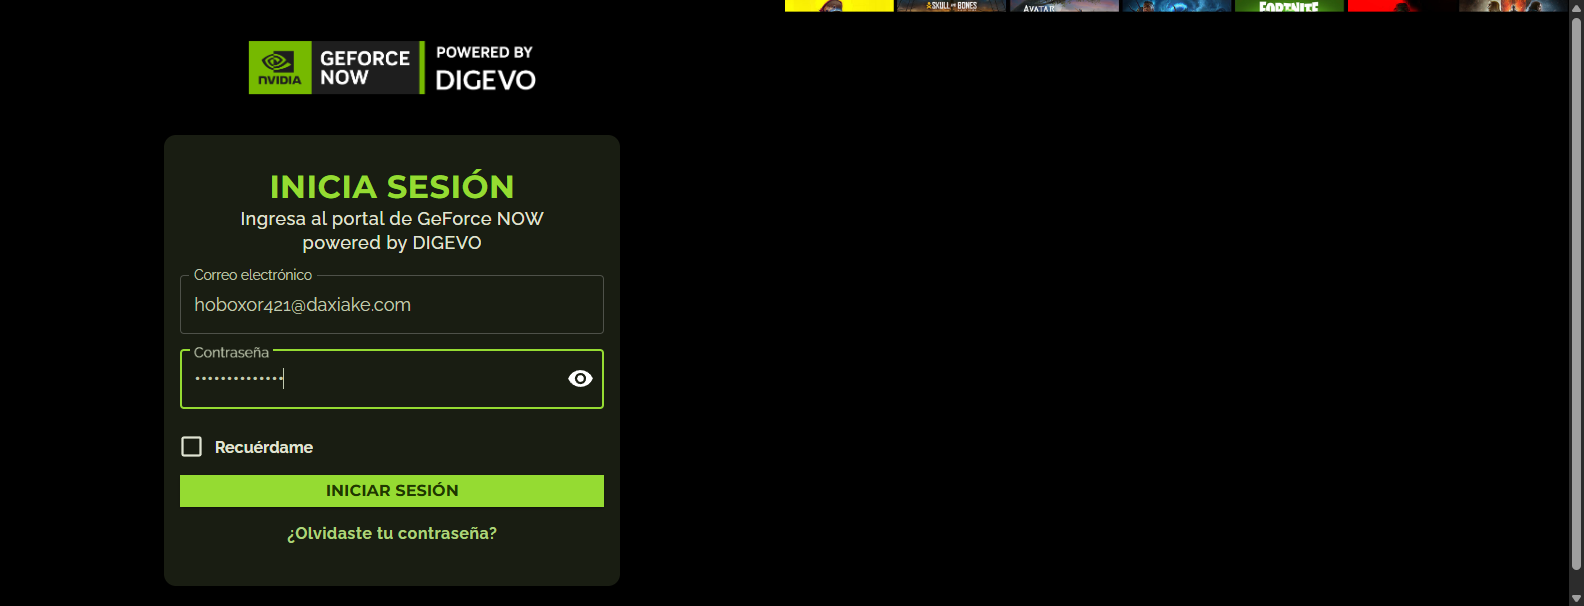 SKULL AND BONES
AVATAR
FORTNITE
NVIDIA
GEFORCE
NOW
POWERED BY
DIGEVO
INICIA SESIÓN
Ingresa al portal de GeForce NOW
powered by DIGEVO
Correo electrónico
hoboxor421@daxiake.com
Contraseña
••••••••••••••
Recuérdame
INICIAR SESIÓN
¿Olvidaste tu contraseña?